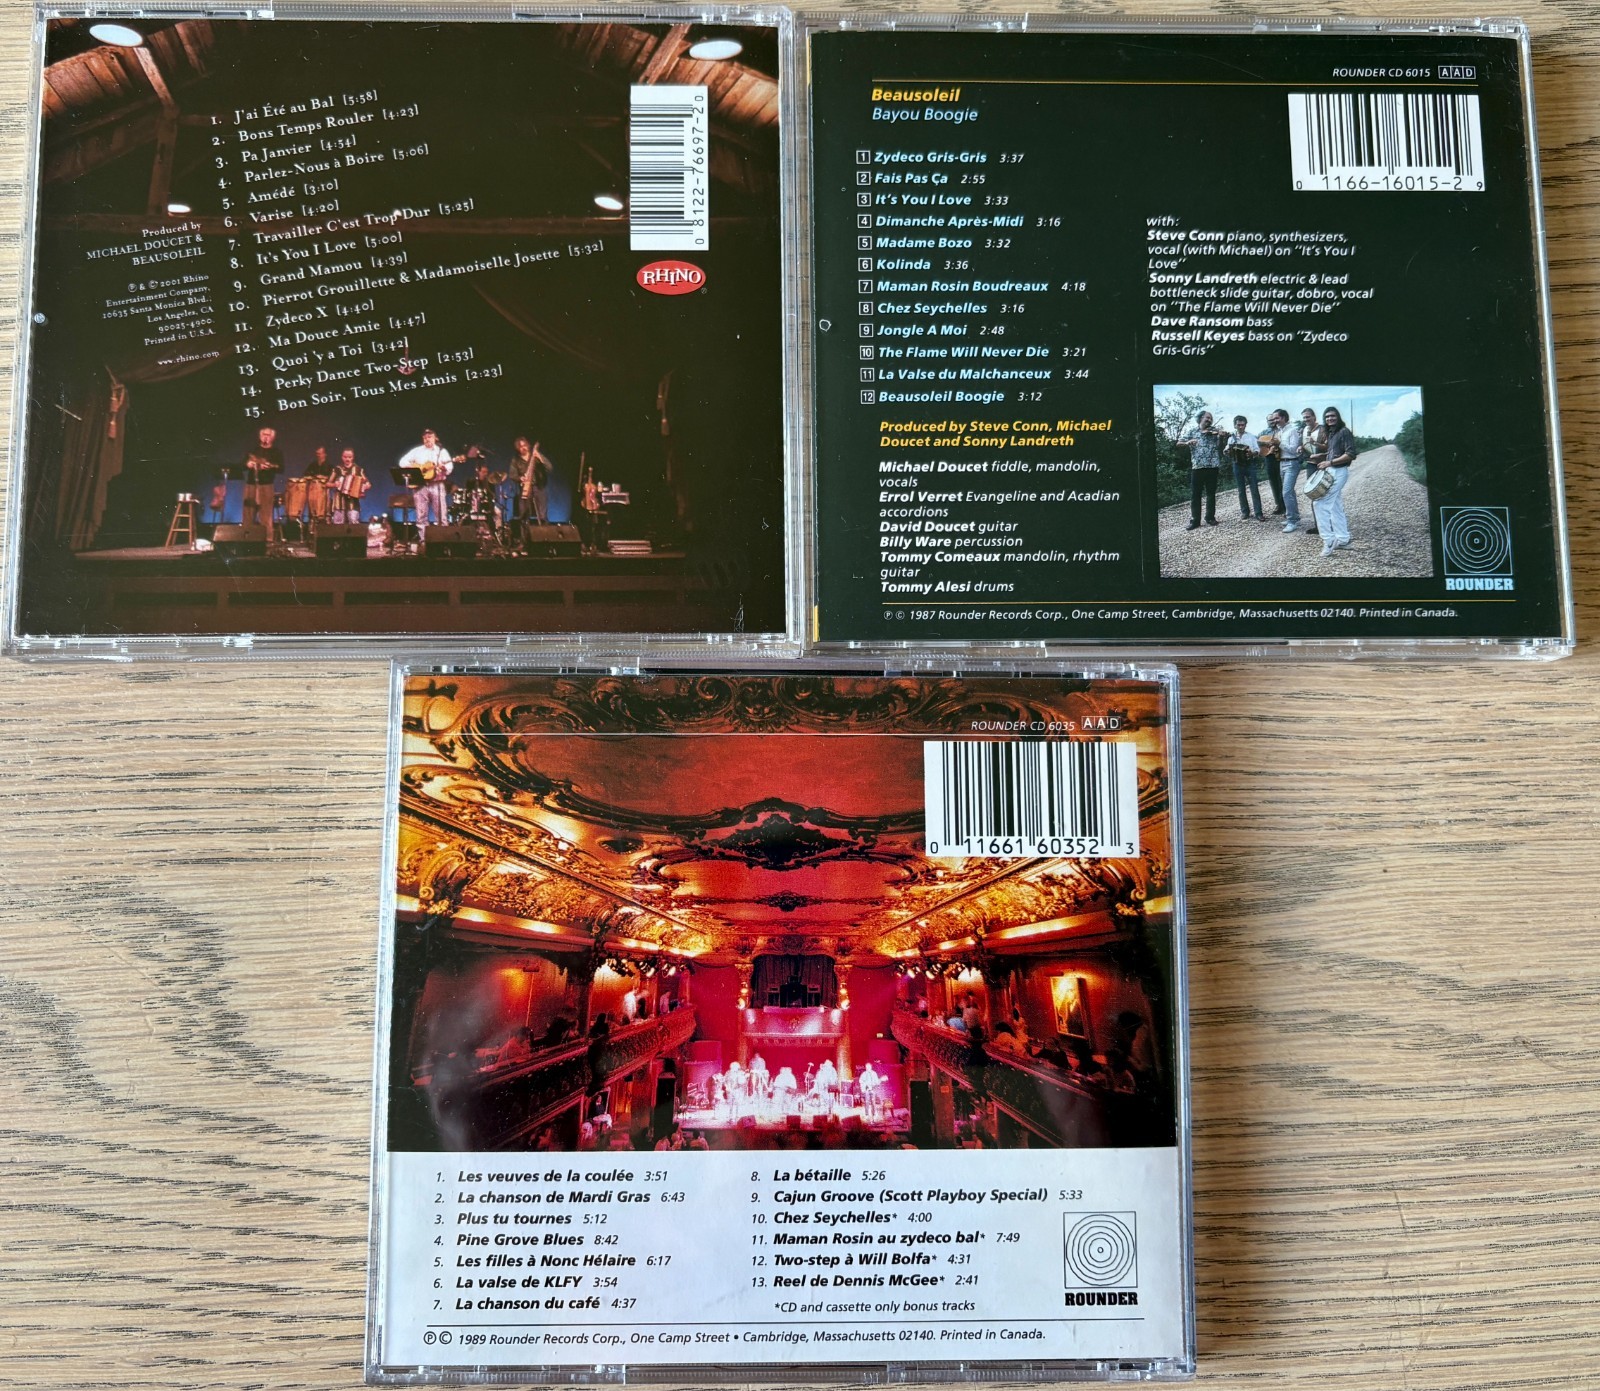 1. J'ai Été au Bal [5:58]
2. Bons Temps Rouler [4:23]
3. Pa Janvier [4:54]
4. Parlez-Nous à Boire [5:06]
5. Amédé [3:10]
6. Varise [4:20]
7. Travailler C'est Trop Dur [5:25]
8. It's You I Love [5:00]
9. Grand Mamou [4:39]
10. Pierrot Grouillette & Madamoiselle Josette [5:32]
11. Zydeco X [4:40]
12. Ma Douce Amie [4:47]
13. Quoi 'y a Toi [3:42]
14. Perky Dance Two-Step [2:53]
15. Bon Soir, Tous Mes Amis [2:23]
Produced by
MICHAEL DOUCET &
BEAUSOLEIL
℗ & © 2001 Rhino
Entertainment Company,
10635 Santa Monica Blvd.,
Los Angeles, CA
90025-4900.
Printed in U.S.A.
www.rhino.com
0 8122-76697-2 0
RHINO
ROUNDER CD 6015 AAD
Beausoleil
Bayou Boogie
0 1166-16015-2 9
1 Zydeco Gris-Gris 3:37
2 Fais Pas Ça 2:55
3 It's You I Love 3:33
4 Dimanche Après-Midi 3:16
5 Madame Bozo 3:32
6 Kolinda 3:36
7 Maman Rosin Boudreaux 4:18
8 Chez Seychelles 3:16
9 Jongle A Moi 2:48
10 The Flame Will Never Die 3:21
11 La Valse du Malchanceux 3:44
12 Beausoleil Boogie 3:12
Produced by Steve Conn, Michael
Doucet and Sonny Landreth
Michael Doucet fiddle, mandolin,
vocals
Errol Verret Evangeline and Acadian
accordions
David Doucet guitar
Billy Ware percussion
Tommy Comeaux mandolin, rhythm
guitar
Tommy Alesi drums
with:
Steve Conn piano, synthesizers,
vocal (with Michael) on "It's You I
Love"
Sonny Landreth electric & lead
bottleneck slide guitar, dobro, vocal
on "The Flame Will Never Die"
Dave Ransom bass
Russell Keyes bass on "Zydeco
Gris-Gris"
ROUNDER
℗ © 1987 Rounder Records Corp., One Camp Street, Cambridge, Massachusetts 02140. Printed in Canada.
ROUNDER CD 6035 AAD
0 11661 60352 3
1. Les veuves de la coulée 3:51
2. La chanson de Mardi Gras 6:43
3. Plus tu tournes 5:12
4. Pine Grove Blues 8:42
5. Les filles à Nonc Hélaire 6:17
6. La valse de KLFY 3:54
7. La chanson du café 4:37
8. La bétaille 5:26
9. Cajun Groove (Scott Playboy Special) 5:33
10. Chez Seychelles* 4:00
11. Maman Rosin au zydeco bal* 7:49
12. Two-step à Will Bolfa* 4:31
13. Reel de Dennis McGee* 2:41
*CD and cassette only bonus tracks
ROUNDER
℗ © 1989 Rounder Records Corp., One Camp Street • Cambridge, Massachusetts 02140. Printed in Canada.